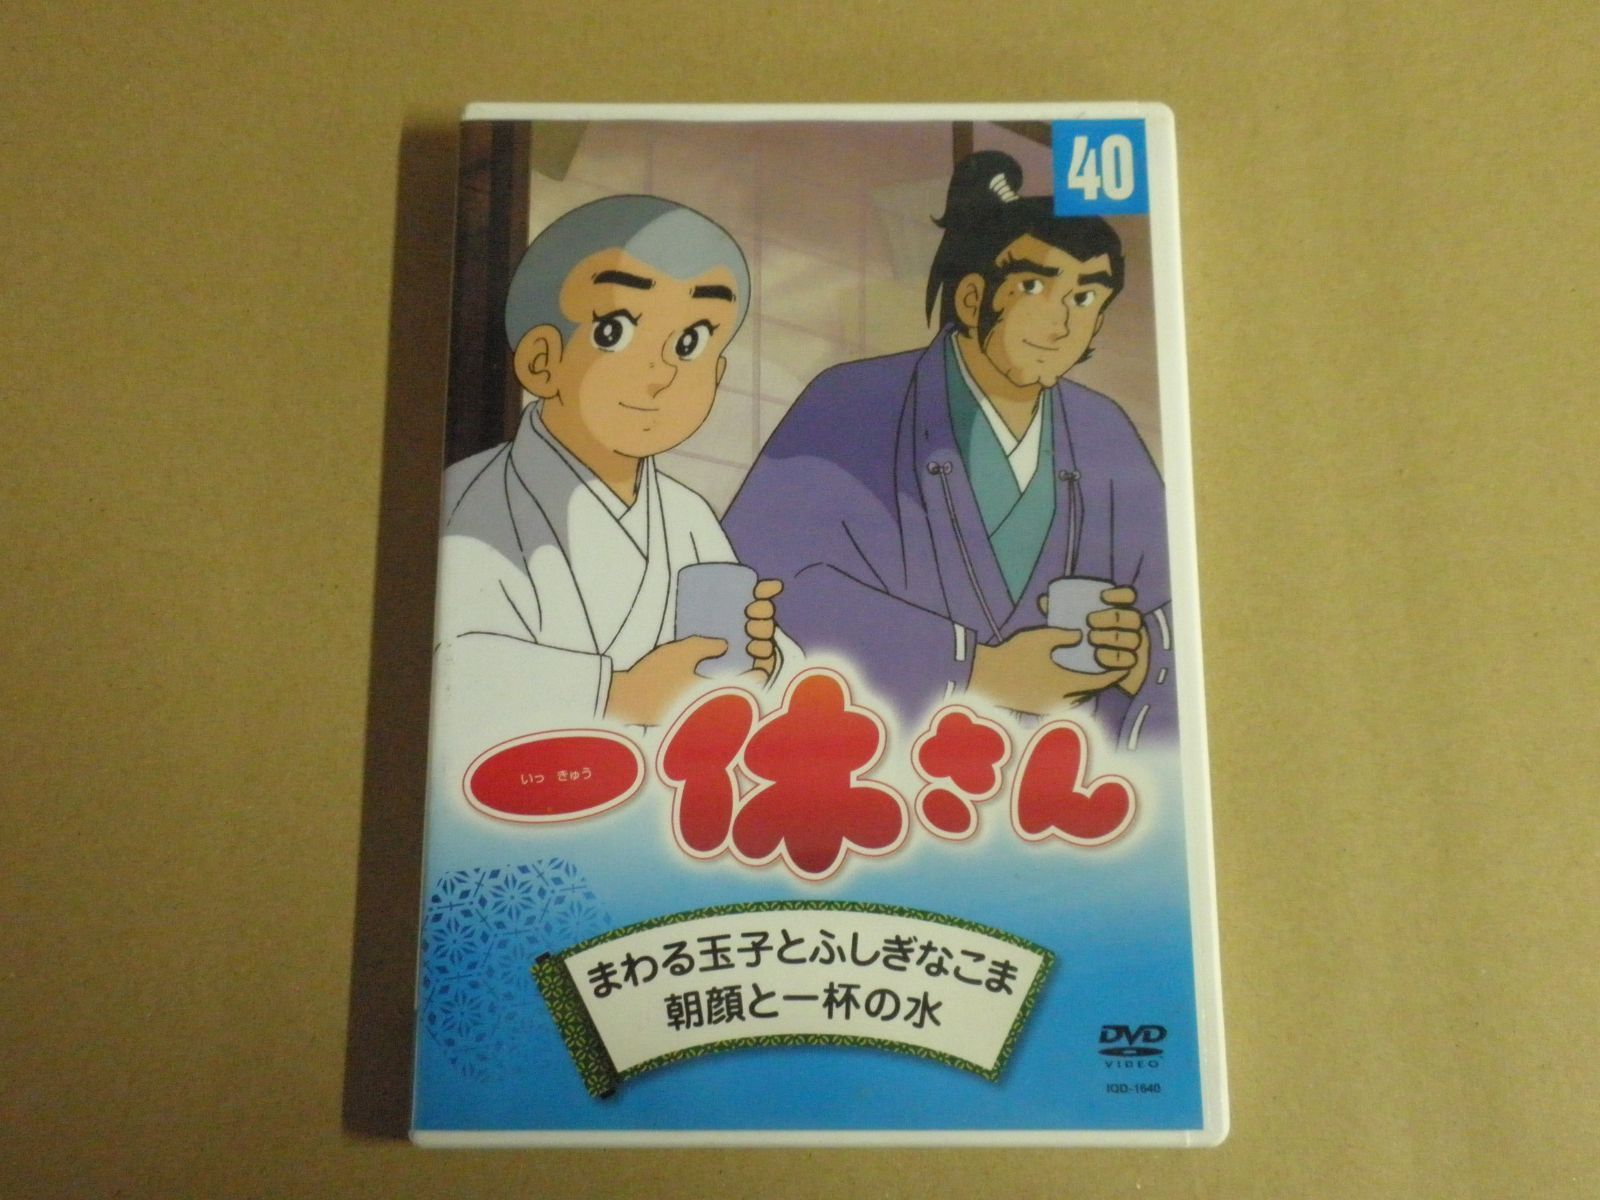 40
一休さん
いっ きゅう
まわる玉子とふしぎなこま
朝顔と一杯の水
DVD
VIDEO
IQD-1640